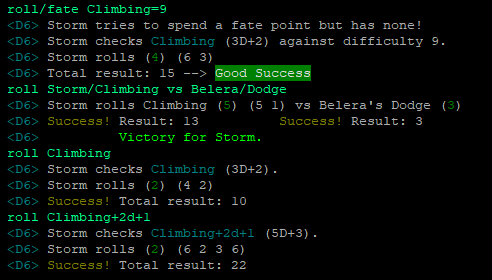 roll/fate Climbing=9
<D6> Storm tries to spend a fate point but has none!
<D6> Storm checks Climbing (3D+2) against difficulty 9.
<D6> Storm rolls (4) (6 3)
<D6> Total result: 15 --> Good Success
roll Storm/Climbing vs Belera/Dodge
<D6> Storm rolls Climbing (5) (5 1) vs Belera's Dodge (3)
<D6> Success! Result: 13 Success! Result: 3
<D6> Victory for Storm.
roll Climbing
<D6> Storm checks Climbing (3D+2).
<D6> Storm rolls (2) (4 2)
<D6> Success! Total result: 10
roll Climbing+2d+1
<D6> Storm checks Climbing+2d+1 (5D+3).
<D6> Storm rolls (2) (6 2 3 6)
<D6> Success! Total result: 22